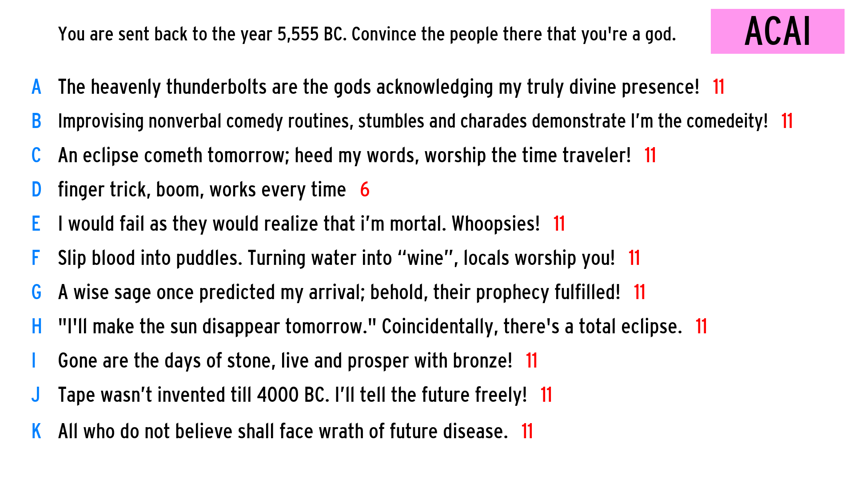 You are sent back to the year 5,555 BC. Convince the people there that you're a god.
ACAI
A The heavenly thunderbolts are the gods acknowledging my truly divine presence! 11
B Improvising nonverbal comedy routines, stumbles and charades demonstrate I'm the comedeity! 11
C An eclipse cometh tomorrow; heed my words, worship the time traveler! 11
D finger trick, boom, works every time 6
E I would fail as they would realize that i’m mortal. Whoopsies! 11
F Slip blood into puddles. Turning water into “wine”, locals worship you! 11
G A wise sage once predicted my arrival; behold, their prophecy fulfilled! 11
H "I'll make the sun disappear tomorrow." Coincidentally, there's a total eclipse. 11
I Gone are the days of stone, live and prosper with bronze! 11
J Tape wasn’t invented till 4000 BC. I’ll tell the future freely! 11
K All who do not believe shall face wrath of future disease. 11